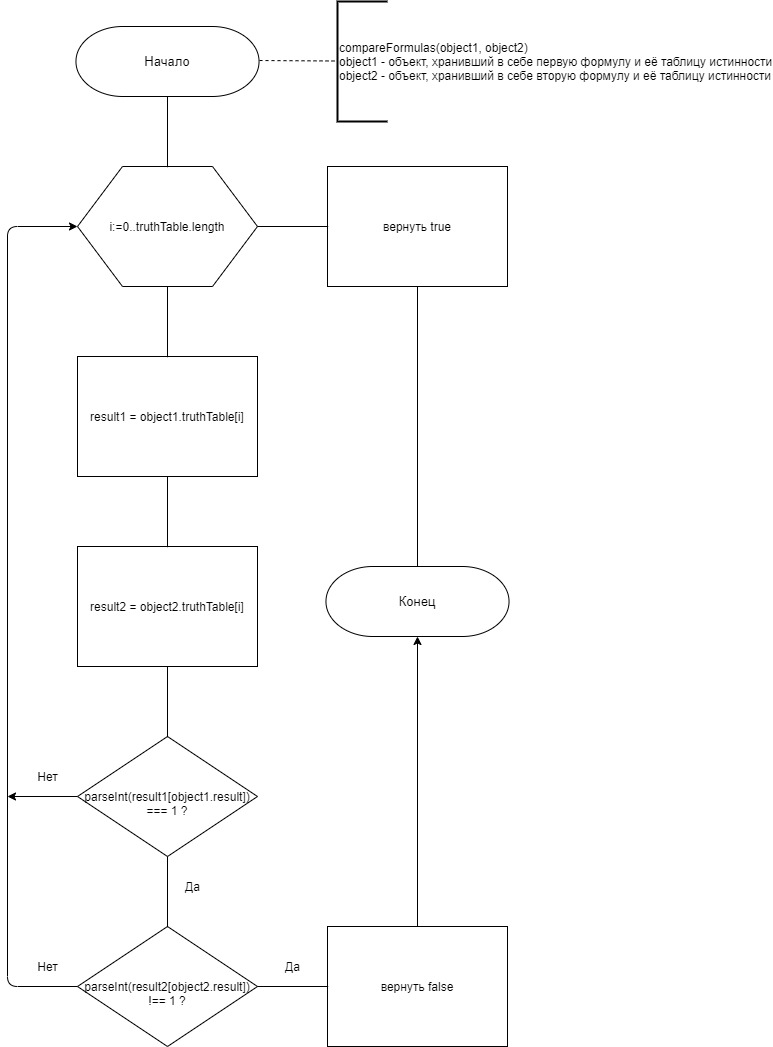 Начало
compareFormulas(object1, object2)
object1 - объект, хранивший в себе первую формулу и её таблицу истинности
object2 - объект, хранивший в себе вторую формулу и её таблицу истинности
i:=0..truthTable.length
вернуть true
result1 = object1.truthTable[i]
result2 = object2.truthTable[i]
Конец
Нет
parseInt(result1[object1.result])
=== 1 ?
Да
Нет
parseInt(result2[object2.result])
!== 1 ?
Да
вернуть false